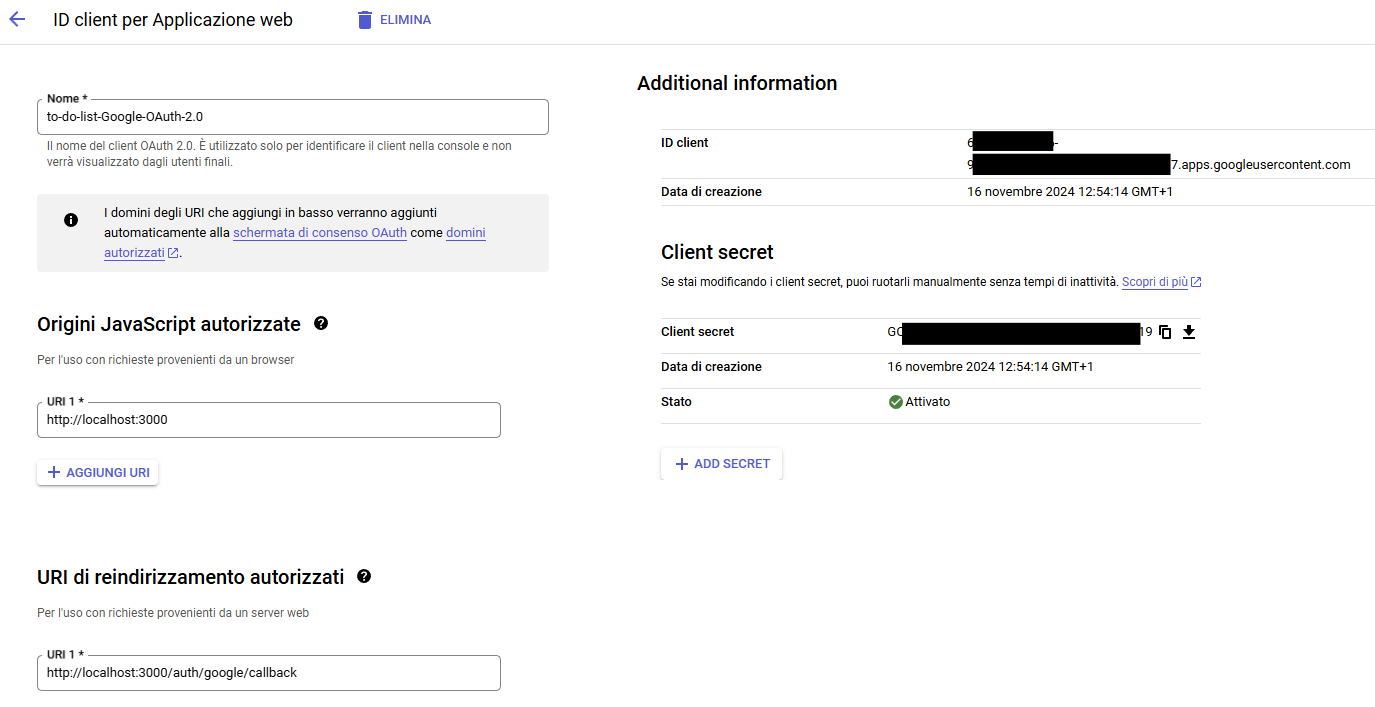 ID client per Applicazione web
ELIMINA
Nome *
to-do-list-Google-OAuth-2.0
Il nome del client OAuth 2.0. È utilizzato solo per identificare il client nella console e non
verrà visualizzato dagli utenti finali.
I domini degli URI che aggiungi in basso verranno aggiunti
automaticamente alla schermata di consenso OAuth come domini
autorizzati.
Origini JavaScript autorizzate
Per l'uso con richieste provenienti da un browser
URI 1 *
http://localhost:3000
AGGIUNGI URI
URI di reindirizzamento autorizzati
Per l'uso con richieste provenienti da un server web
URI 1 *
http://localhost:3000/auth/google/callback
Additional information
ID client
6 -
9 7.apps.googleusercontent.com
Data di creazione
16 novembre 2024 12:54:14 GMT+1
Client secret
Se stai modificando i client secret, puoi ruotarli manualmente senza tempi di inattività. Scopri di più
Client secret
GO 19
Data di creazione
16 novembre 2024 12:54:14 GMT+1
Stato
Attivato
ADD SECRET